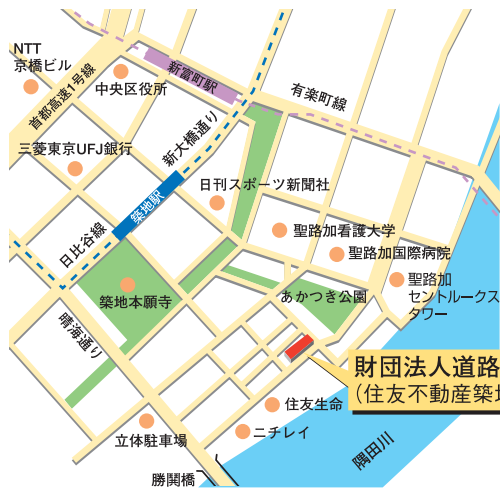 NTT
京橋ビル
首都高速1号線
中央区役所
新富町駅
有楽町線
三菱東京UFJ銀行
新大橋通り
日刊スポーツ新聞社
築地駅
日比谷線
聖路加看護大学
聖路加国際病院
聖路加
セントルークス
タワー
築地本願寺
あかつき公園
晴海通り
財団法人道路
(住友不動産築地
住友生命
ニチレイ
立体駐車場
勝鬨橋
隅田川